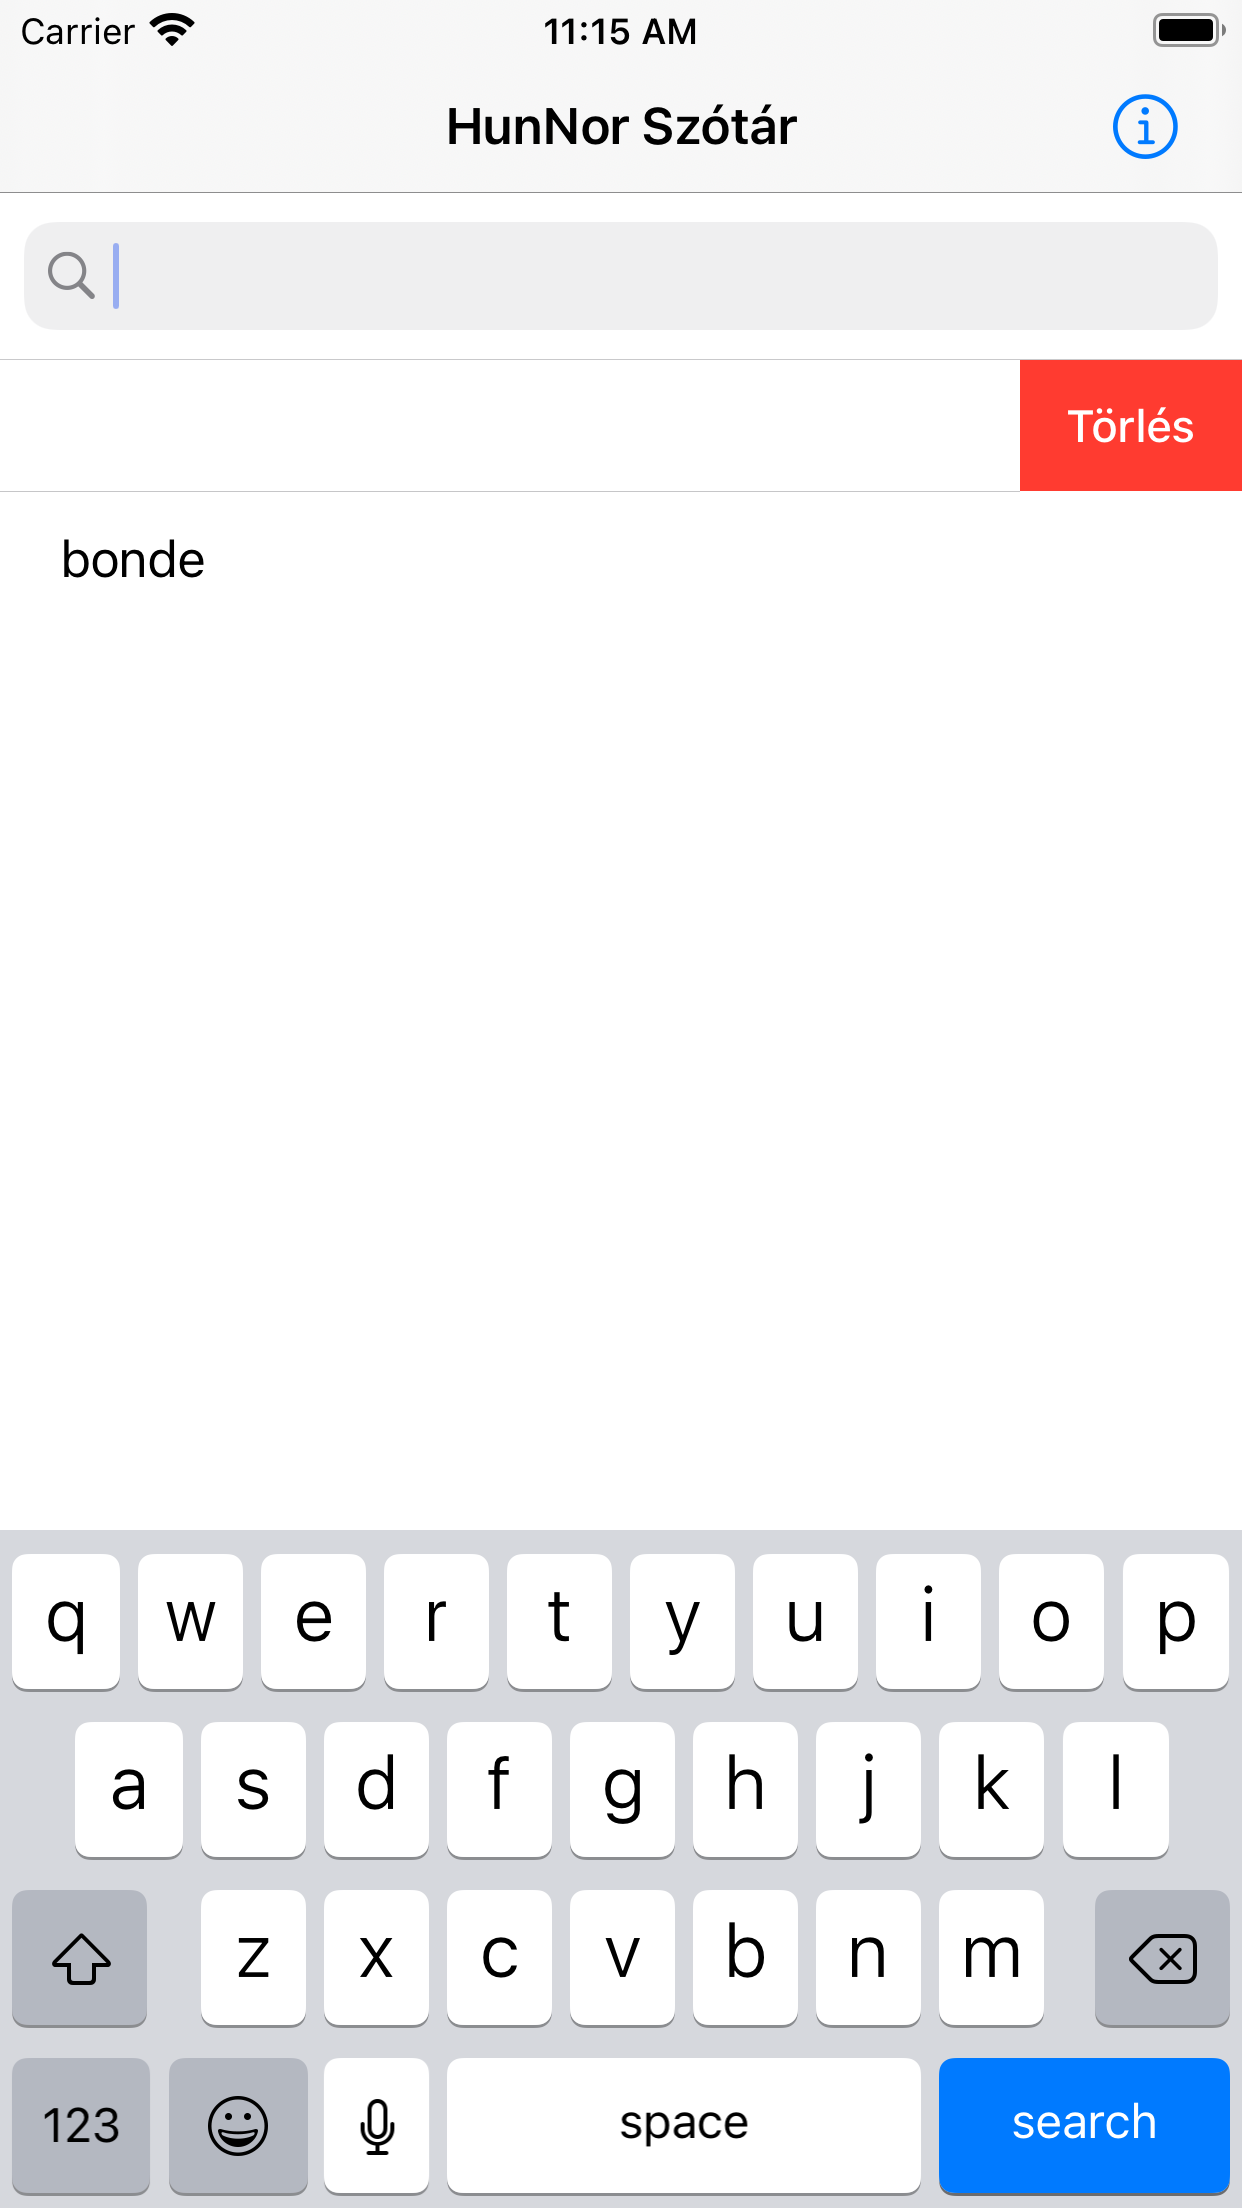 Carrier 11:15 AM
HunNor Szótár
Törlés
bonde
q w e r t y u i o p
a s d f g h j k l
z x c v b n m
123 space search